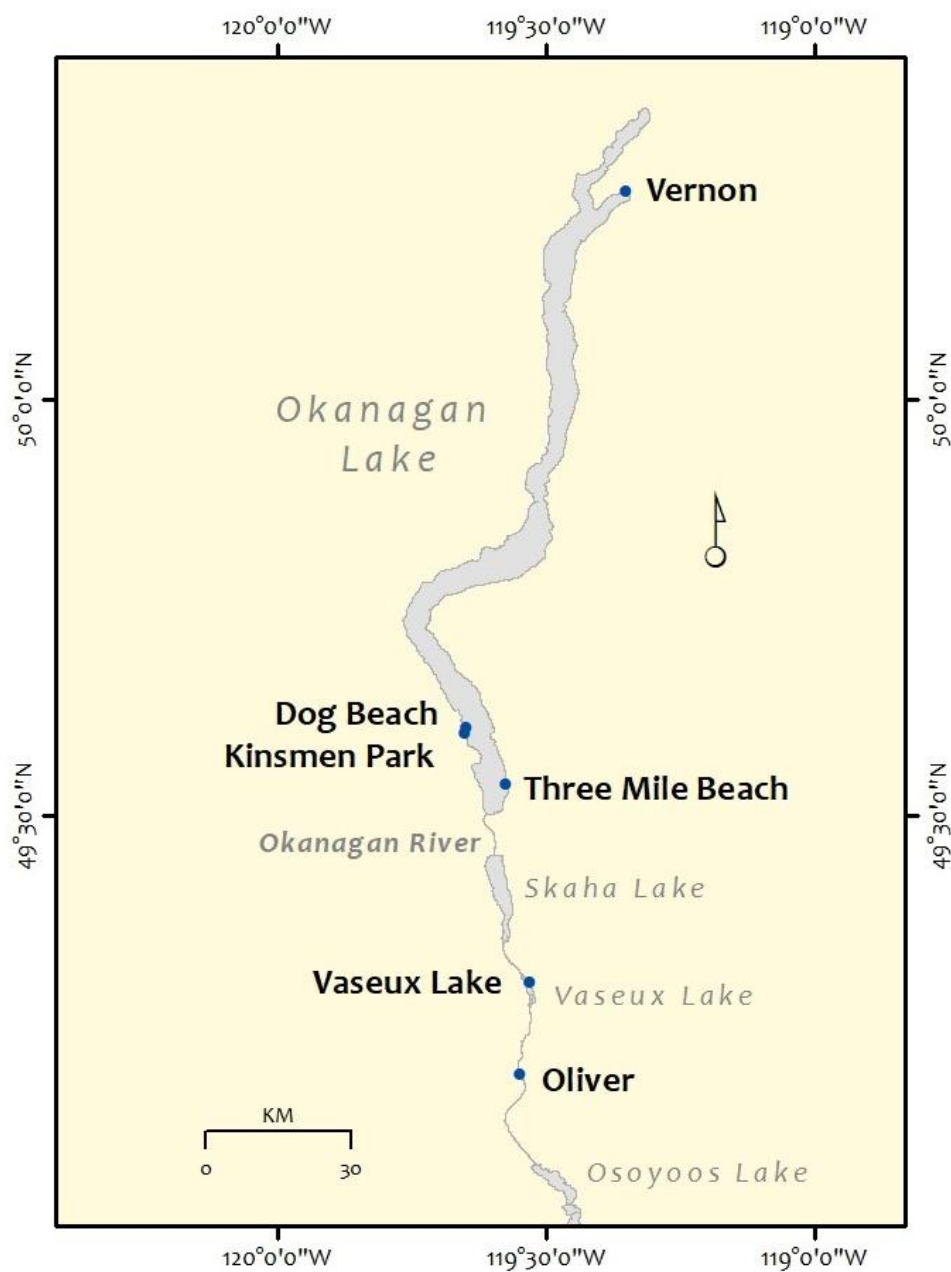 120°0'0"W
119°30'0"W
119°0'0"W
Vernon
50°0'0"N
50°0'0"N
Okanagan
Lake
Dog Beach
Kinsmen Park
Three Mile Beach
49°30'0"N
49°30'0"N
Okanagan River
Skaha Lake
Vaseux Lake
Vaseux Lake
Oliver
KM
0
30
Osoyoos Lake
120°0'0"W
119°30'0"W
119°0'0"W